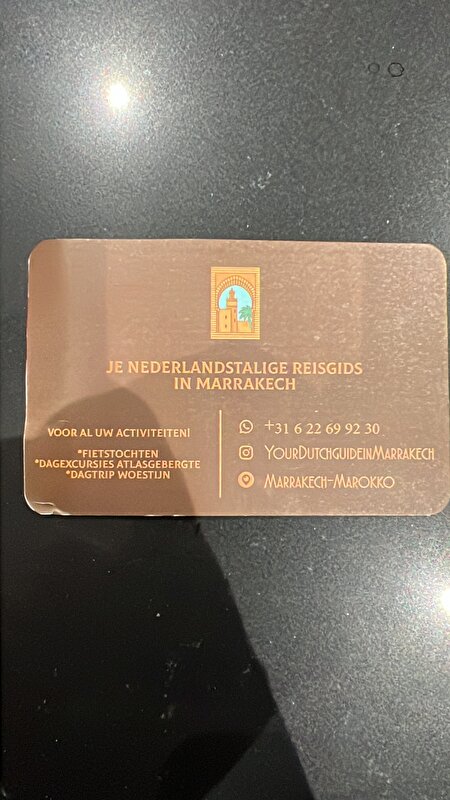 JE NEDERLANDSTALIGE REISGIDS
IN MARRAKECH
VOOR AL UW ACTIVITEITEN!
*FIETSTOCHTEN
*DAGEXCURSIES ATLASGEBERGTE
*DAGTRIP WOESTIJN
+31 6 22 69 92 30
YOURDUTCHGUIDEINMARRAKECH
MARRAKECH-MAROKKO